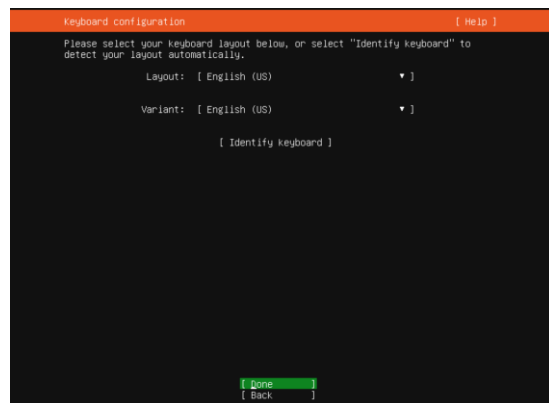 Keyboard configuration [ Help ]
Please select your keyboard layout below, or select "Identify keyboard" to
detect your layout automatically.
Layout: [ English (US) ▾ ]
Variant: [ English (US) ▾ ]
[ Identify keyboard ]
[ Done ]
[ Back ]